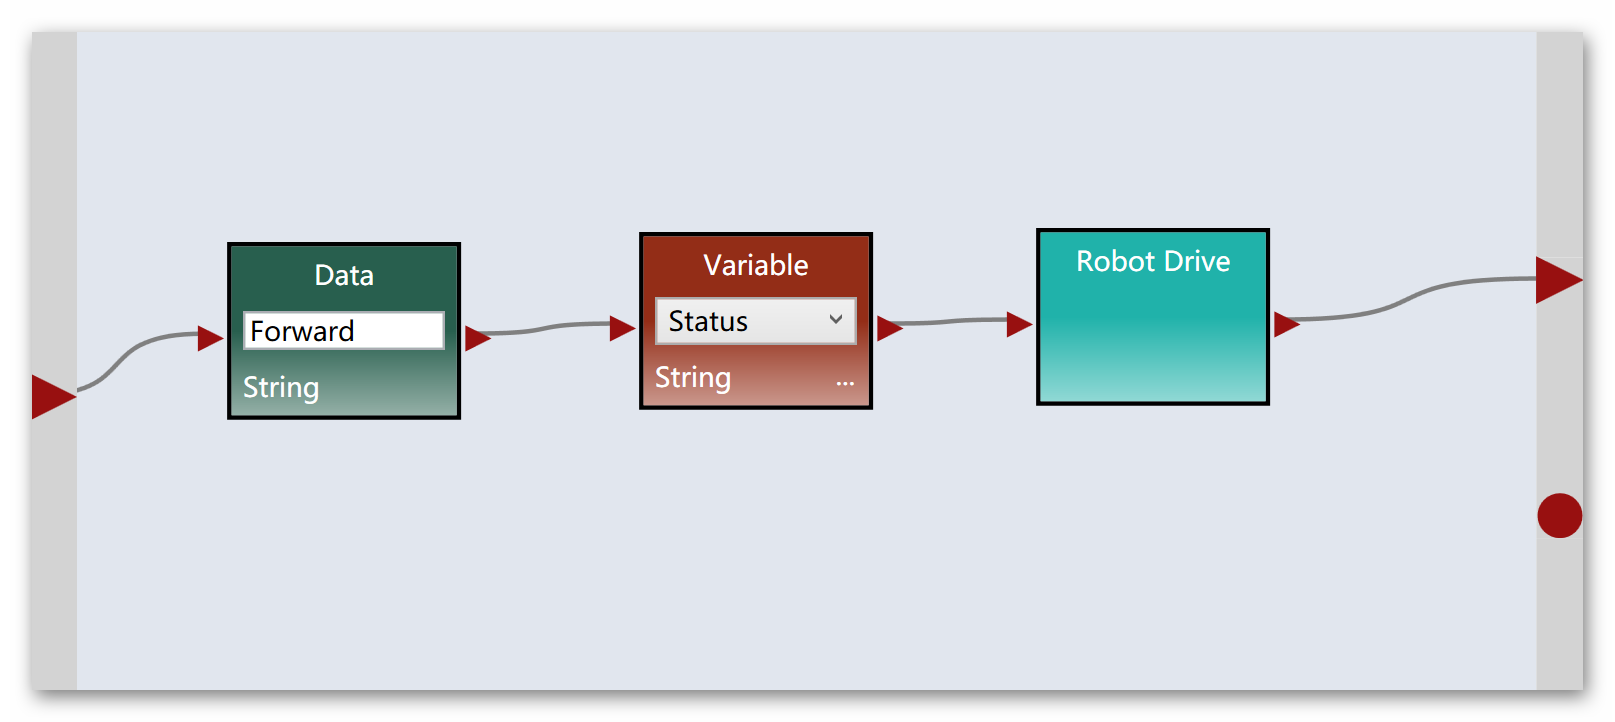 Data
Forward
String
Variable
Status
String ...
Robot Drive